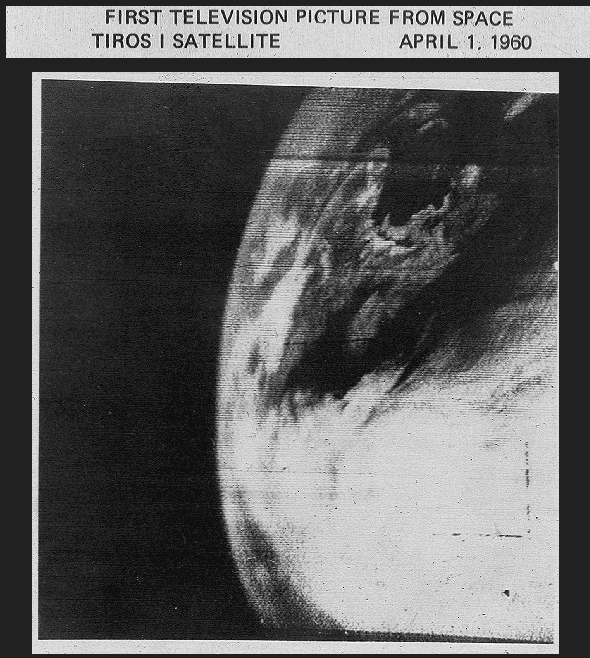 FIRST TELEVISION PICTURE FROM SPACE
TIROS I SATELLITE APRIL 1, 1960